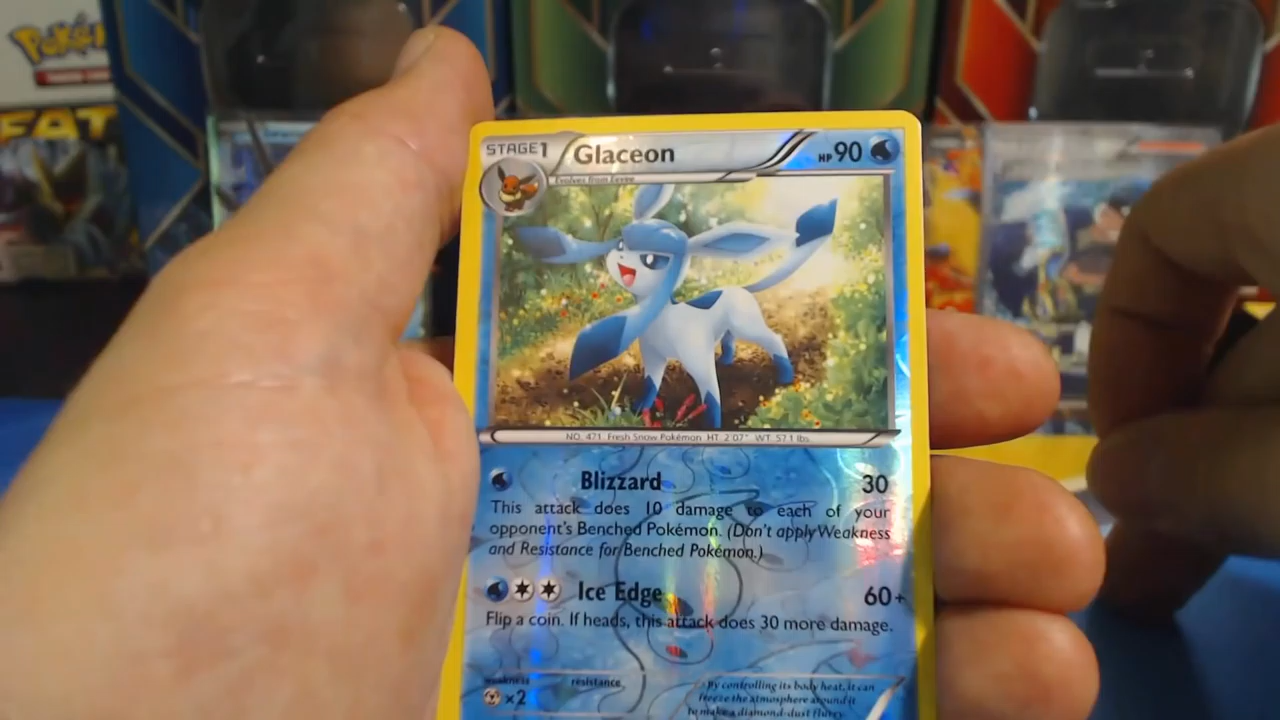 Poké
FAT
STAGE1 Glaceon HP90
Evolves from Eevee
NO. 471 Fresh Snow Pokémon HT 2'07" WT 57.1 lbs.
Blizzard 30
This attack does 10 damage to each of your
opponent's Benched Pokémon. (Don't apply Weakness
and Resistance for Benched Pokémon.)
Ice Edge 60+
Flip a coin. If heads, this attack does 30 more damage.
weakness resistance
×2
By controlling its body heat, it can
freeze the atmosphere around it
to make a diamond-dust flurry.